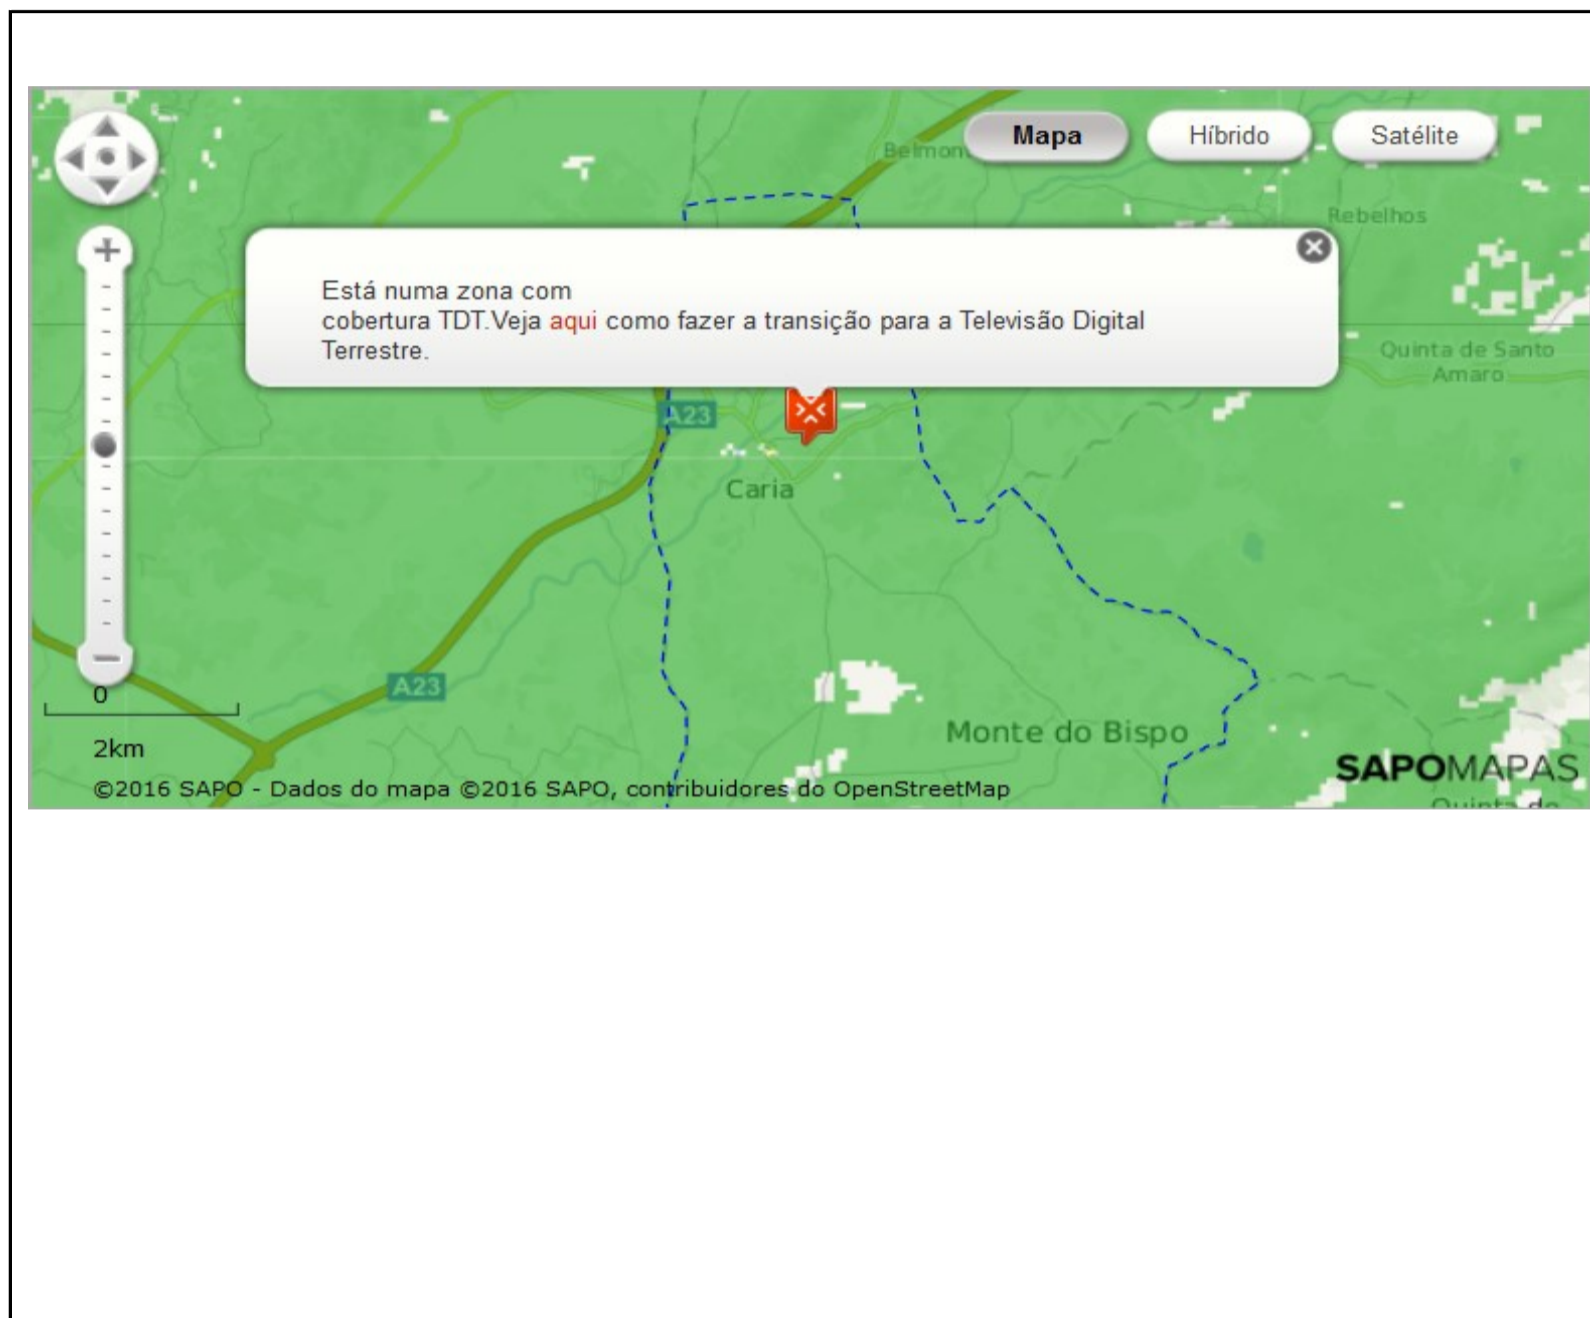 Mapa
Híbrido
Satélite
Rebelhos
Está numa zona com
cobertura TDT.Veja aqui como fazer a transição para a Televisão Digital
Terrestre.
Quinta de Santo
Amaro
A23
Caria
A23
0
2km
Monte do Bispo
SAPOMAPAS
©2016 SAPO - Dados do mapa ©2016 SAPO, contribuidores do OpenStreetMap